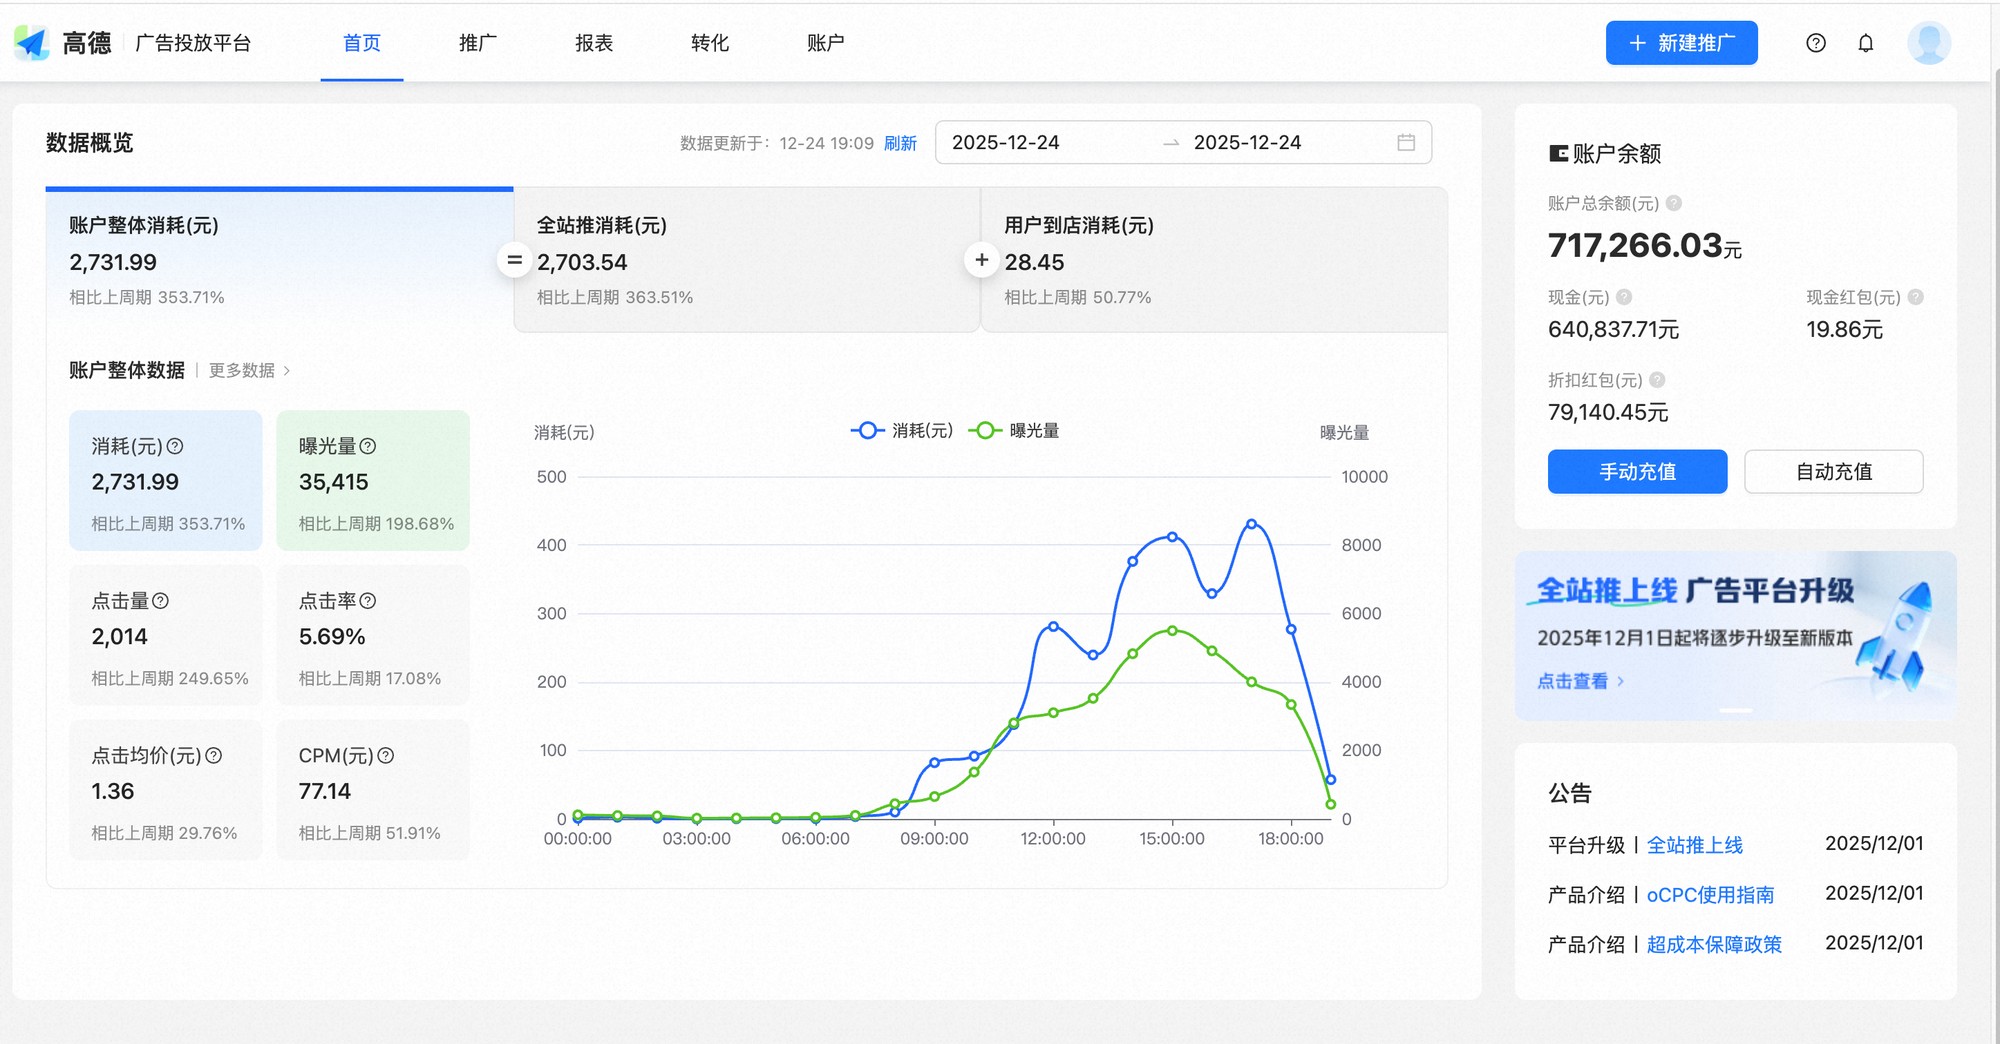 高德 广告投放平台 首页 推广 报表 转化 账户 + 新建推广
数据概览
数据更新于: 12-24 19:09 刷新 2025-12-24 → 2025-12-24
账户整体消耗(元)
2,731.99
相比上周期 353.71%
=
全站推消耗(元)
2,703.54
相比上周期 363.51%
+
用户到店消耗(元)
28.45
相比上周期 50.77%
账户整体数据 | 更多数据 >
消耗(元)
2,731.99
相比上周期 353.71%
曝光量
35,415
相比上周期 198.68%
点击量
2,014
相比上周期 249.65%
点击率
5.69%
相比上周期 17.08%
点击均价(元)
1.36
相比上周期 29.76%
CPM(元)
77.14
相比上周期 51.91%
消耗(元) 消耗(元) 曝光量 曝光量
500 10000
400 8000
300 6000
200 4000
100 2000
0 0
00:00:00 03:00:00 06:00:00 09:00:00 12:00:00 15:00:00 18:00:00
账户余额
账户总余额(元)
717,266.03元
现金(元) 现金红包(元)
640,837.71元 19.86元
折扣红包(元)
79,140.45元
手动充值 自动充值
全站推上线 广告平台升级
2025年12月1日起将逐步升级至新版本
点击查看 >
公告
平台升级 | 全站推上线 2025/12/01
产品介绍 | oCPC使用指南 2025/12/01
产品介绍 | 超成本保障政策 2025/12/01